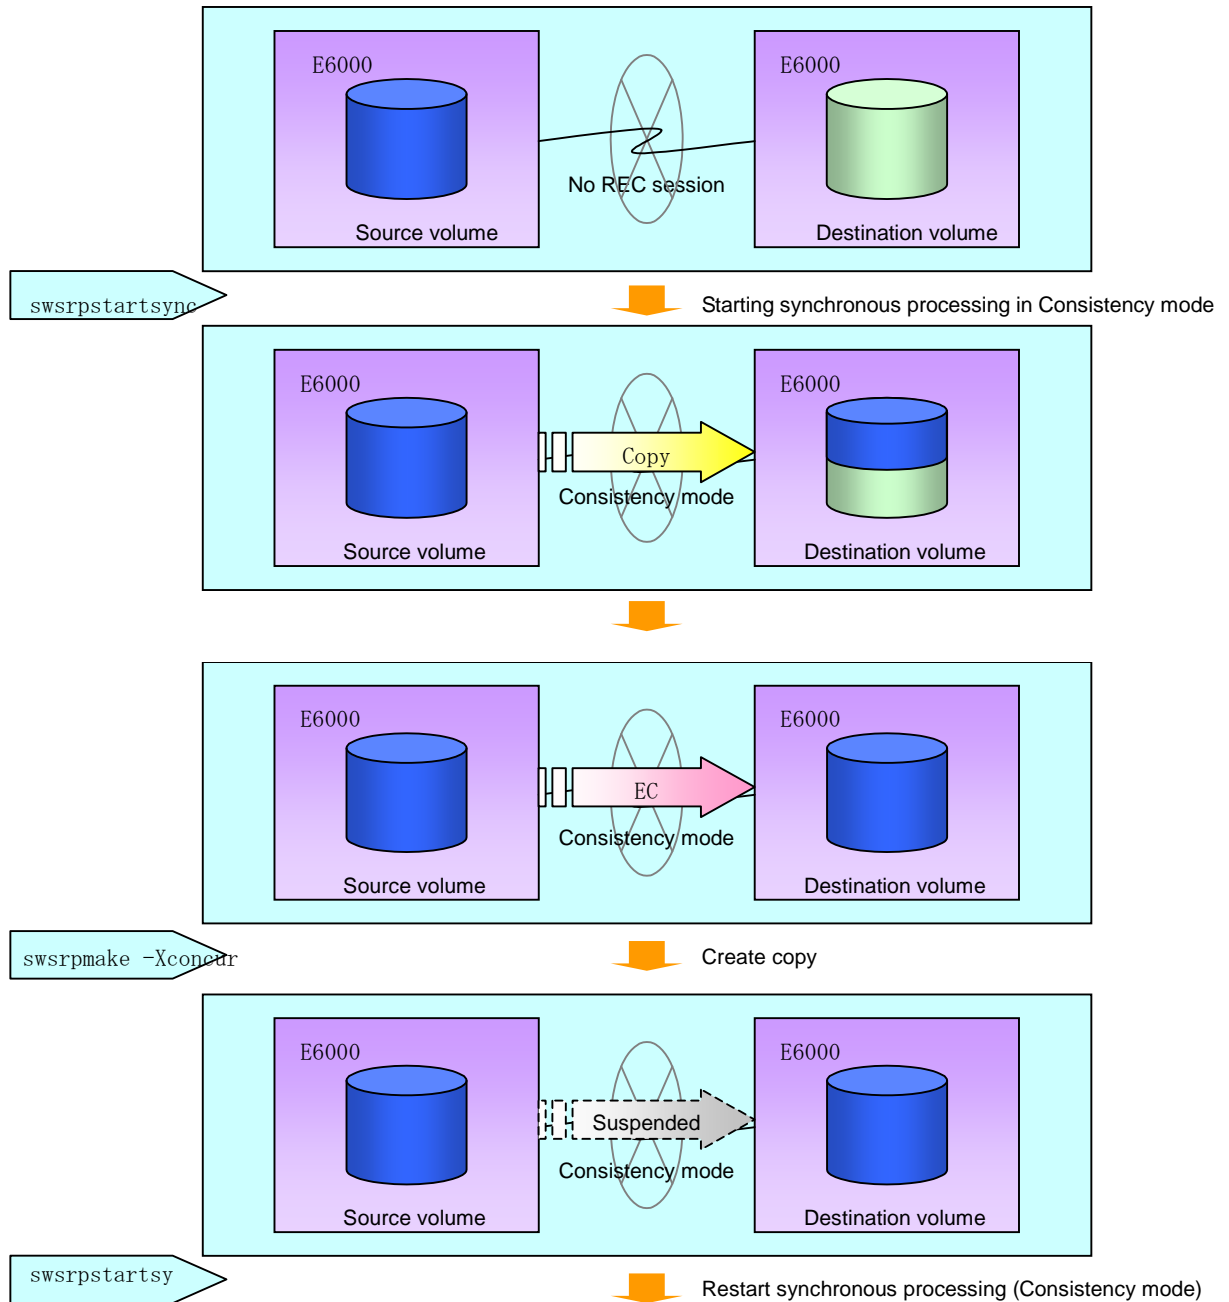 E6000
E6000
No REC session
Source volume
Destination volume
swsrpstartsync
Starting synchronous processing in Consistency mode
E6000
E6000
Copy
Consistency mode
Source volume
Destination volume
E6000
E6000
EC
Consistency mode
Source volume
Destination volume
swsrpmake -Xconcur
Create copy
E6000
E6000
Suspended
Consistency mode
Source volume
Destination volume
swsrpstartsy
Restart synchronous processing (Consistency mode)